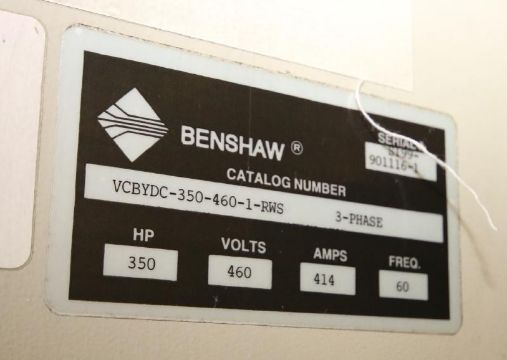 BENSHAW®
SERIAL#
S199-
901116-1
CATALOG NUMBER
VCBYDC-350-460-1-RWS 3-PHASE
HP VOLTS AMPS FREQ.
350 460 414 60